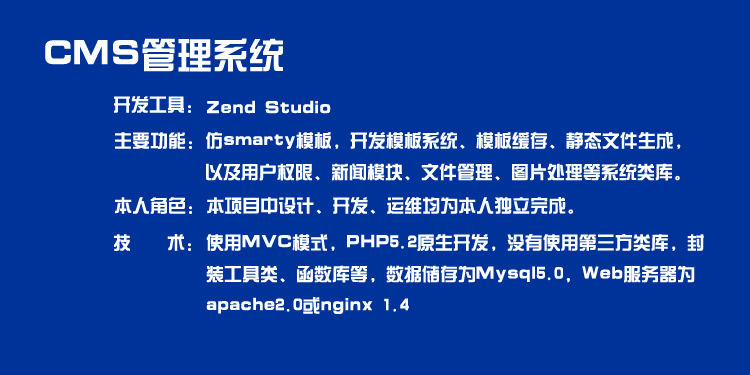 CMS管理系统
开发工具：Zend Studio
主要功能：仿smarty模板，开发模板系统、模板缓存、静态文件生成，
以及用户权限、新闻模块、文件管理、图片处理等系统类库。
本人角色：本项目中设计、开发、运维均为本人独立完成。
技　　术：使用MVC模式，PHP5.2原生开发，没有使用第三方类库，封
装工具类、函数库等，数据储存为Mysql5.0，Web服务器为
apache2.0或nginx 1.4